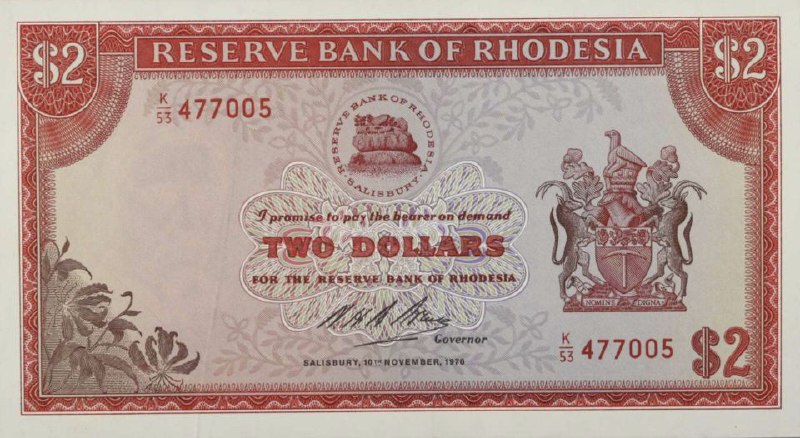 $2
RESERVE BANK OF RHODESIA
$2
K/53 477005
RESERVE BANK OF RHODESIA
SALISBURY
I promise to pay the bearer on demand
TWO DOLLARS
FOR THE RESERVE BANK OF RHODESIA
Governor
SALISBURY, 10TH NOVEMBER, 1976
SIT NOMINE DIGNA
K/53 477005
$2